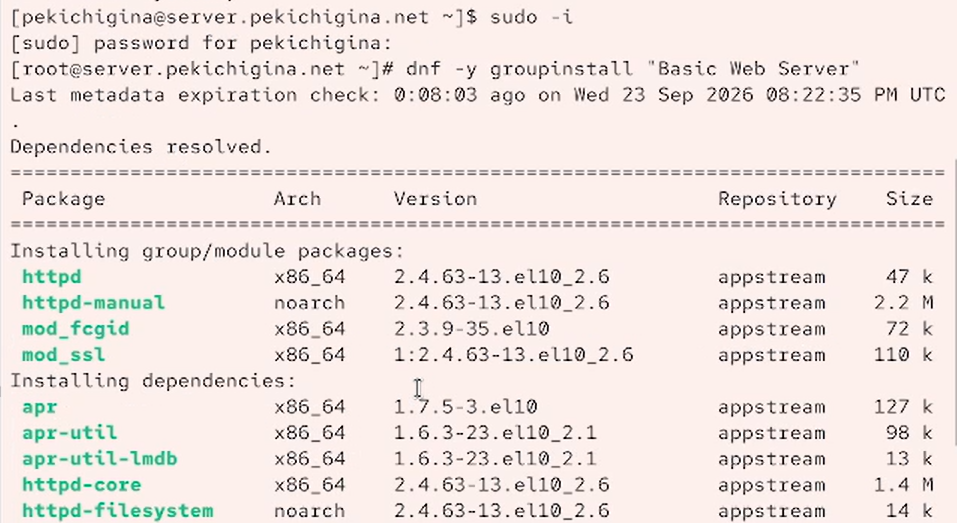 [pekichigina@server.pekichigina.net ~]$ sudo -i
[sudo] password for pekichigina:
[root@server.pekichigina.net ~]# dnf -y groupinstall "Basic Web Server"
Last metadata expiration check: 0:08:03 ago on Wed 23 Sep 2026 08:22:35 PM UTC
.
Dependencies resolved.
================================================================================
Package Arch Version Repository Size
================================================================================
Installing group/module packages:
httpd x86_64 2.4.63-13.el10_2.6 appstream 47 k
httpd-manual noarch 2.4.63-13.el10_2.6 appstream 2.2 M
mod_fcgid x86_64 2.3.9-35.el10 appstream 72 k
mod_ssl x86_64 1:2.4.63-13.el10_2.6 appstream 110 k
Installing dependencies:
apr x86_64 1.7.5-3.el10 appstream 127 k
apr-util x86_64 1.6.3-23.el10_2.1 appstream 98 k
apr-util-lmdb x86_64 1.6.3-23.el10_2.1 appstream 13 k
httpd-core x86_64 2.4.63-13.el10_2.6 appstream 1.4 M
httpd-filesystem noarch 2.4.63-13.el10_2.6 appstream 14 k